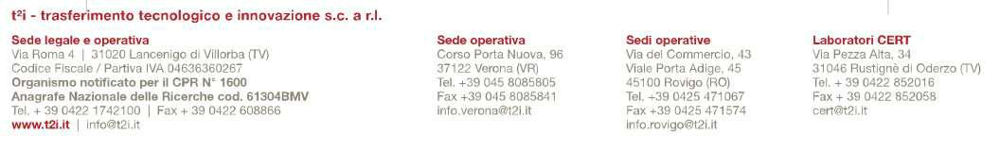 t²i - trasferimento tecnologico e innovazione s.c. a r.l.
Sede legale e operativa
Via Roma 4 | 31020 Lancenigo di Villorba (TV)
Codice Fiscale / Partiva IVA 04636360267
Organismo notificato per il CPR N° 1600
Anagrafe Nazionale delle Ricerche cod. 61304BMV
Tel. + 39 0422 1742100 | Fax + 39 0422 608866
www.t2i.it | info@t2i.it
Sede operativa
Corso Porta Nuova, 96
37122 Verona (VR)
Tel. +39 045 8085805
Fax +39 045 8085841
info.verona@t2i.it
Sedi operative
Via del Commercio, 43
Viale Porta Adige, 45
45100 Rovigo (RO)
Tel. +39 0425 471067
Fax +39 0425 471574
info.rovigo@t2i.it
Laboratori CERT
Via Pezza Alta, 34
31046 Rustignè di Oderzo (TV)
Tel. + 39 0422 852016
Fax + 39 0422 852058
cert@t2i.it